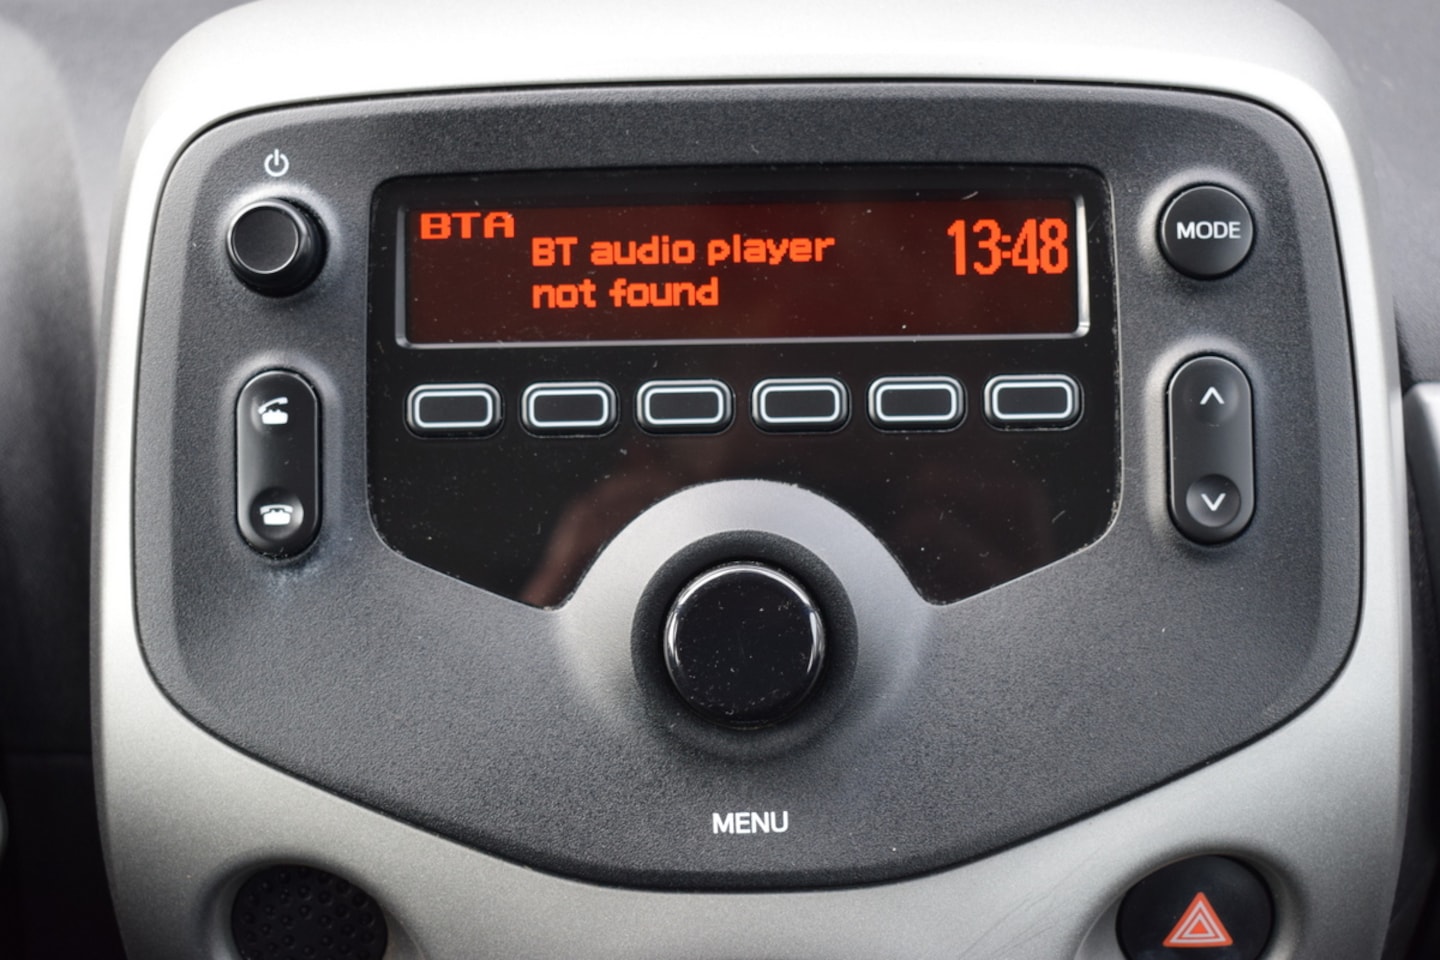 BTA
BT audio player
not found
13:48
MODE
MENU